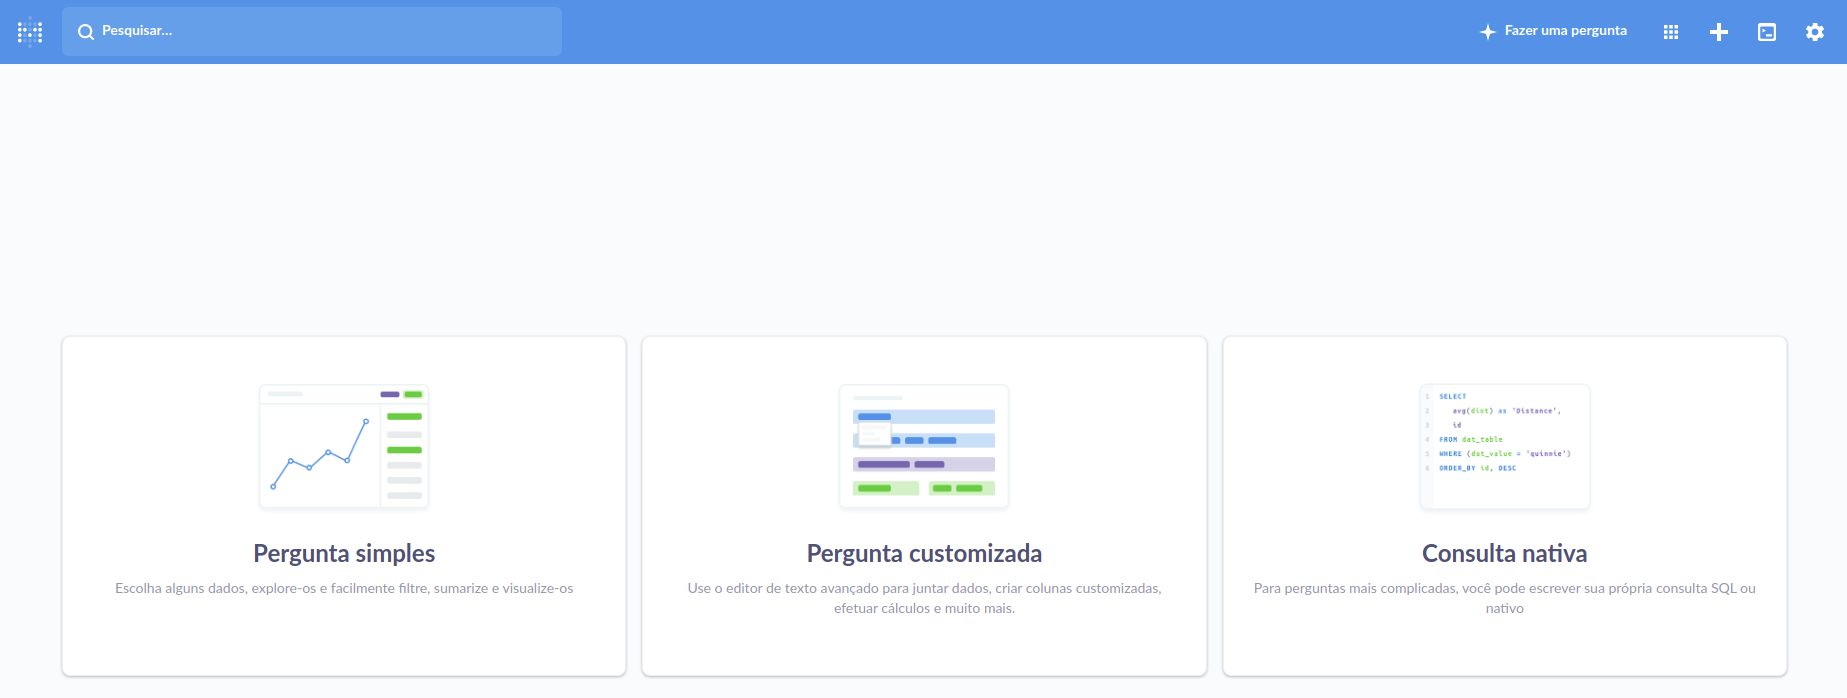 Pesquisar...
Fazer uma pergunta
1 SELECT
2 avg(dist) as 'Distance',
3 id
4 FROM dat_table
5 WHERE (dat_value = 'quinnie')
6 ORDER_BY id, DESC
Pergunta simples
Escolha alguns dados, explore-os e facilmente filtre, sumarize e visualize-os
Pergunta customizada
Use o editor de texto avançado para juntar dados, criar colunas customizadas,
efetuar cálculos e muito mais.
Consulta nativa
Para perguntas mais complicadas, você pode escrever sua própria consulta SQL ou
nativo